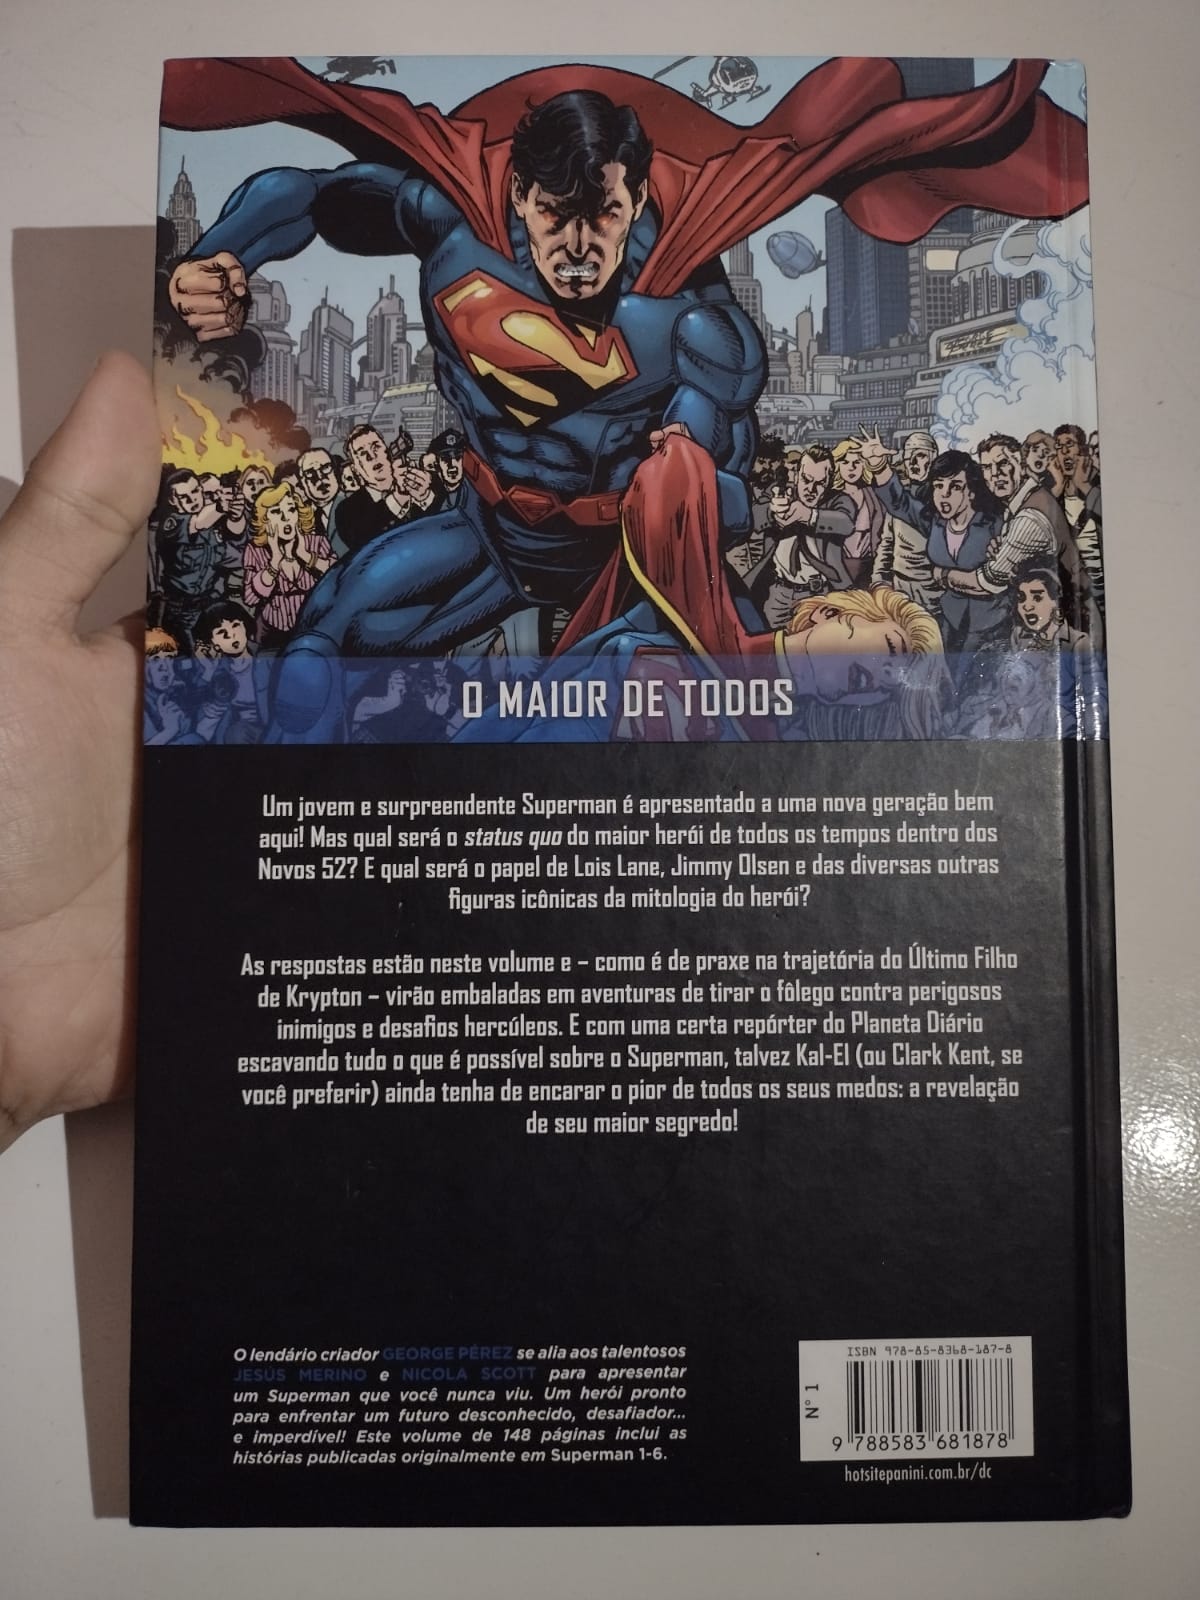 O MAIOR DE TODOS
Um jovem e surpreendente Superman é apresentado a uma nova geração bem
aqui! Mas qual será o status quo do maior herói de todos os tempos dentro dos
Novos 52? E qual será o papel de Lois Lane, Jimmy Olsen e das diversas outras
figuras icônicas da mitologia do herói?
As respostas estão neste volume e – como é de praxe na trajetória do Último Filho
de Krypton – virão embaladas em aventuras de tirar o fôlego contra perigosos
inimigos e desafios hercúleos. E com uma certa repórter do Planeta Diário
escavando tudo o que é possível sobre o Superman, talvez Kal-El (ou Clark Kent, se
você preferir) ainda tenha de encarar o pior de todos os seus medos: a revelação
de seu maior segredo!
O lendário criador GEORGE PÉREZ se alia aos talentosos
JESÚS MERINO e NICOLA SCOTT para apresentar
um Superman que você nunca viu. Um herói pronto
para enfrentar um futuro desconhecido, desafiador...
e imperdível! Este volume de 148 páginas inclui as
histórias publicadas originalmente em Superman 1-6.
ISBN 978-85-8368-187-8
N° 1
9 788583 681878
hotsitepanini.com.br/dc